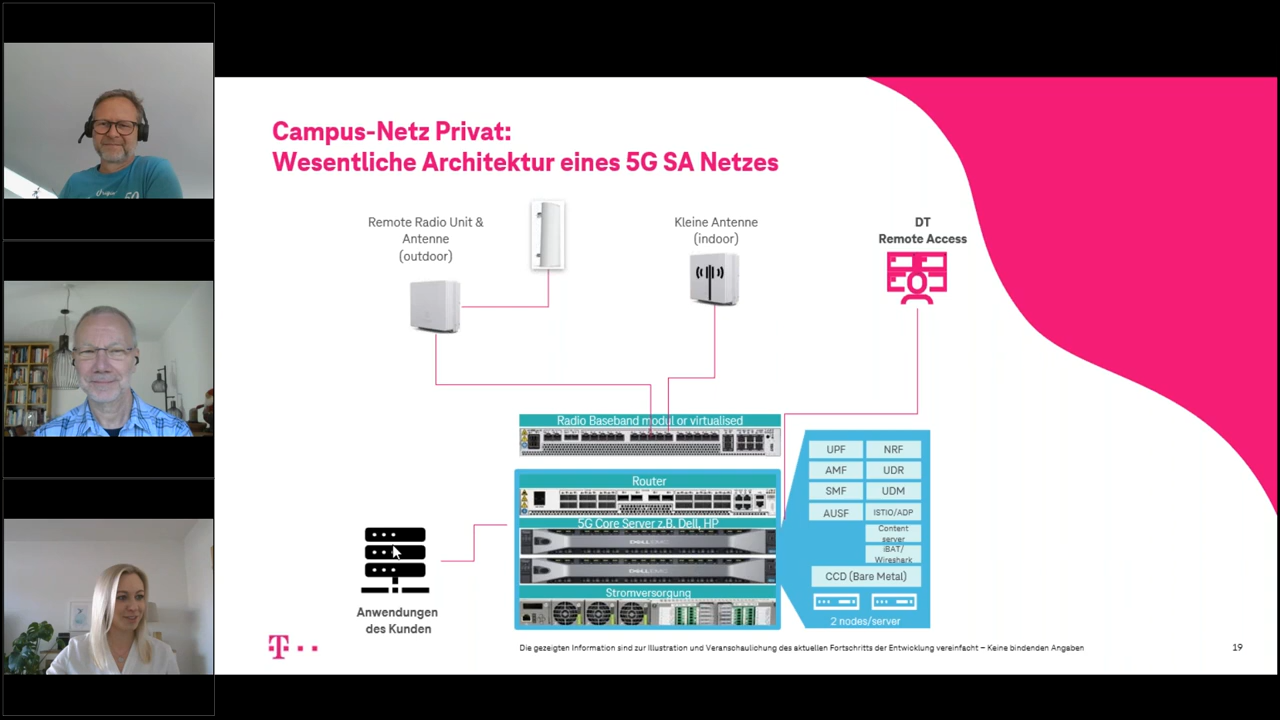 Campus-Netz Privat:
Wesentliche Architektur eines 5G SA Netzes
Remote Radio Unit &
Antenne
(outdoor)
Kleine Antenne
(indoor)
DT
Remote Access
Radio Baseband modul or virtualised
Router
5G Core Server z.B. Dell, HP
DELLEMC
DELLEMC
Stromversorgung
UPF
NRF
AMF
UDR
SMF
UDM
AUSF
ISTIO/ADP
Content
server
iBAT/
Wireshark
CCD (Bare Metal)
2 nodes/server
Anwendungen
des Kunden
T
Die gezeigten Information sind zur Illustration und Veranschaulichung des aktuellen Fortschritts der Entwicklung vereinfacht – Keine bindenden Angaben
19